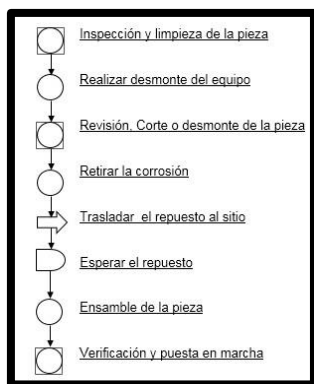 Inspección y limpieza de la pieza
Realizar desmonte del equipo
Revisión, Corte o desmonte de la pieza
Retirar la corrosión
Trasladar el repuesto al sitio
Esperar el repuesto
Ensamble de la pieza
Verificación y puesta en marcha